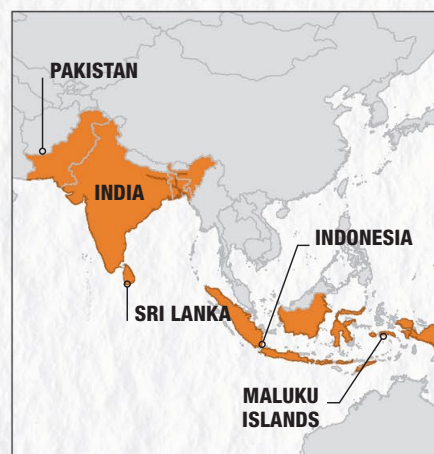 PAKISTAN
INDIA
INDONESIA
SRI LANKA
MALUKU
ISLANDS